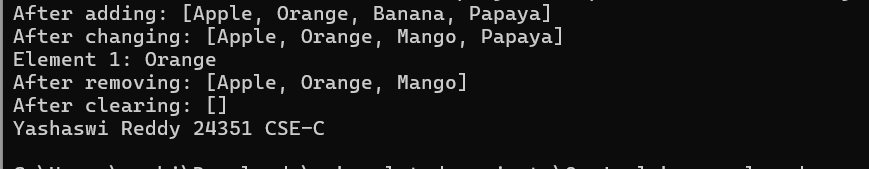 After adding: [Apple, Orange, Banana, Papaya]
After changing: [Apple, Orange, Mango, Papaya]
Element 1: Orange
After removing: [Apple, Orange, Mango]
After clearing: []
Yashaswi Reddy 24351 CSE-C